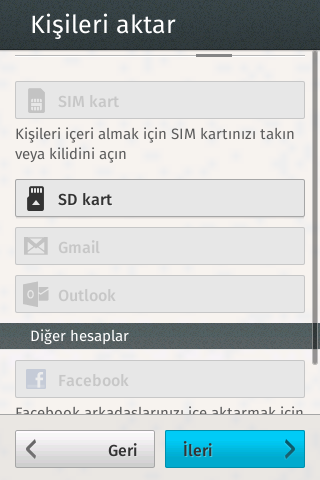 Kişileri aktar
SIM kart
Kişileri içeri almak için SIM kartınızı takın
veya kilidini açın
SD kart
Gmail
Outlook
Diğer hesaplar
Facebook
Facebook arkadaşlarınızı içe aktarmak için
Geri
İleri